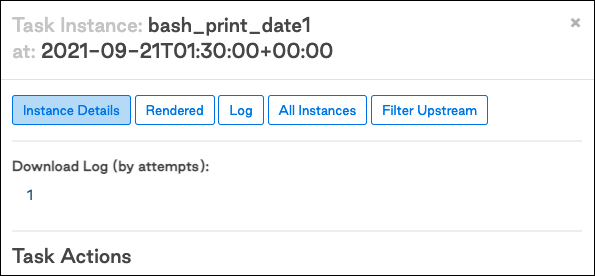 Task Instance: bash_print_date1 ×
at: 2021-09-21T01:30:00+00:00
Instance Details Rendered Log All Instances Filter Upstream
Download Log (by attempts):
1
Task Actions